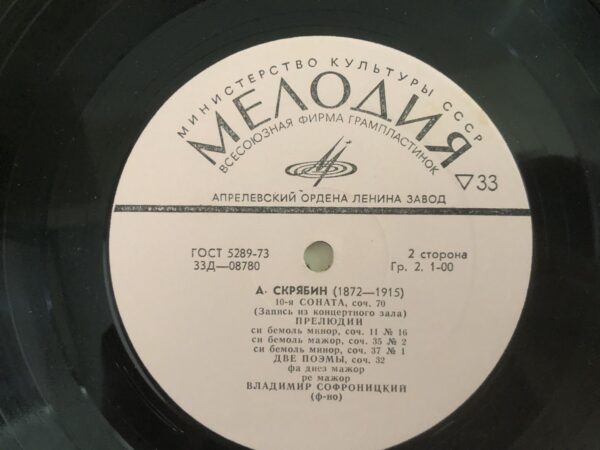 МИНИСТЕРСТВО КУЛЬТУРЫ СССР
МЕЛОДИЯ
ВСЕСОЮЗНАЯ ФИРМА ГРАМПЛАСТИНОК
АПРЕЛЕВСКИЙ ОРДЕНА ЛЕНИНА ЗАВОД
▽33
ГОСТ 5289-73
33Д—08780
2 сторона
Гр. 2. 1-00
А. СКРЯБИН (1872—1915)
10-я СОНАТА, соч. 70
(Запись из концертного зала)
ПРЕЛЮДИИ
си бемоль минор, соч. 11 № 16
си бемоль мажор, соч. 35 № 2
си бемоль минор, соч. 37 № 1
ДВЕ ПОЭМЫ, соч. 32
фа диез мажор
ре мажор
ВЛАДИМИР СОФРОНИЦКИЙ
(ф-но)